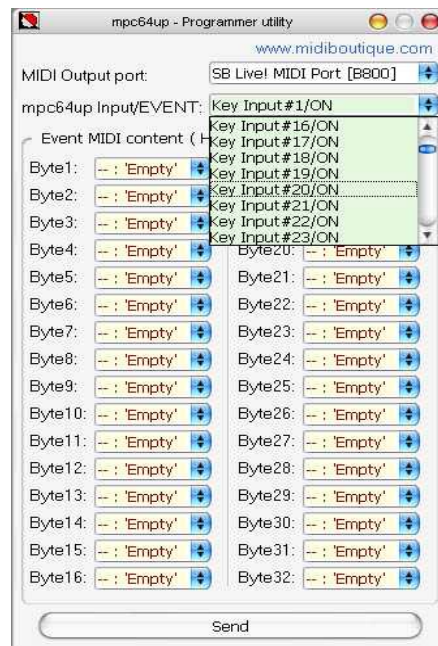 mpc64up - Programmer utility
www.midiboutique.com
MIDI Output port: SB Live! MIDI Port [B800]
mpc64up Input/EVENT: Key Input#1/ON
Key Input#16/ON
Key Input#17/ON
Key Input#18/ON
Key Input#19/ON
Key Input#20/ON
Key Input#21/ON
Key Input#22/ON
Key Input#23/ON
Event MIDI content ( H
Byte1: -- : 'Empty'
Byte2: -- : 'Empty'
Byte3: -- : 'Empty'
Byte4: -- : 'Empty' Byte20: -- : 'Empty'
Byte5: -- : 'Empty' Byte21: -- : 'Empty'
Byte6: -- : 'Empty' Byte22: -- : 'Empty'
Byte7: -- : 'Empty' Byte23: -- : 'Empty'
Byte8: -- : 'Empty' Byte24: -- : 'Empty'
Byte9: -- : 'Empty' Byte25: -- : 'Empty'
Byte10: -- : 'Empty' Byte26: -- : 'Empty'
Byte11: -- : 'Empty' Byte27: -- : 'Empty'
Byte12: -- : 'Empty' Byte28: -- : 'Empty'
Byte13: -- : 'Empty' Byte29: -- : 'Empty'
Byte14: -- : 'Empty' Byte30: -- : 'Empty'
Byte15: -- : 'Empty' Byte31: -- : 'Empty'
Byte16: -- : 'Empty' Byte32: -- : 'Empty'
Send